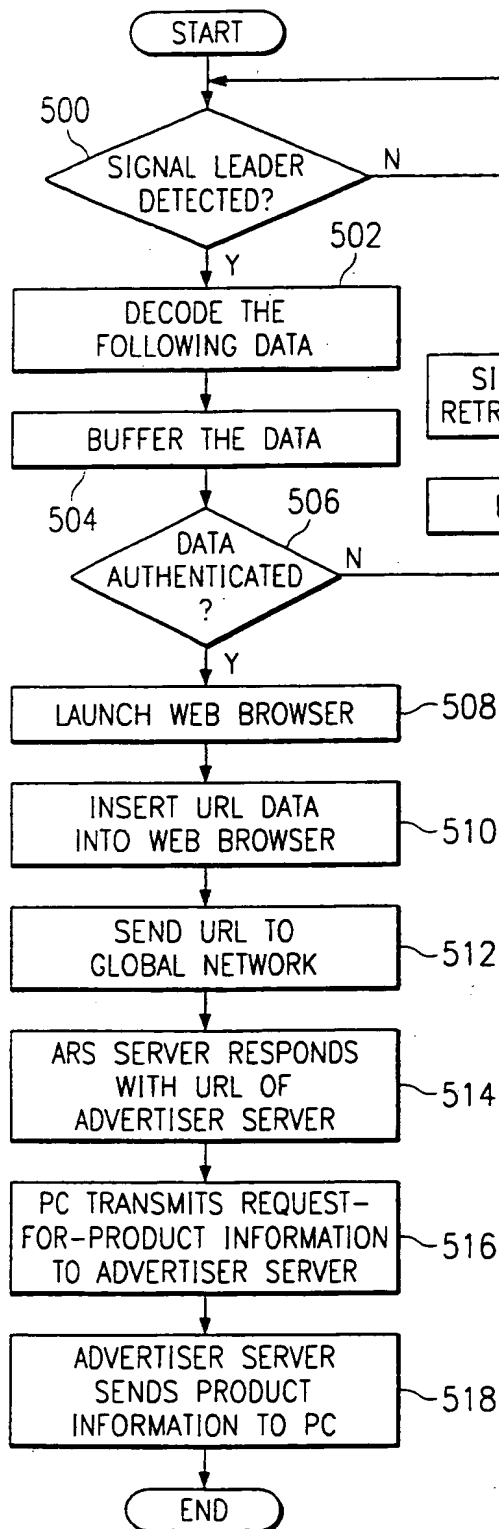 START
500
SIGNAL LEADER
DETECTED?
N
Y
502
DECODE THE
FOLLOWING DATA
BUFFER THE DATA
504
506
DATA
AUTHENTICATED
?
N
Y
LAUNCH WEB BROWSER
508
INSERT URL DATA
INTO WEB BROWSER
510
SEND URL TO
GLOBAL NETWORK
512
ARS SERVER RESPONDS
WITH URL OF
ADVERTISER SERVER
514
PC TRANSMITS REQUEST-
FOR-PRODUCT INFORMATION
TO ADVERTISER SERVER
516
ADVERTISER SERVER
SENDS PRODUCT
INFORMATION TO PC
518
END